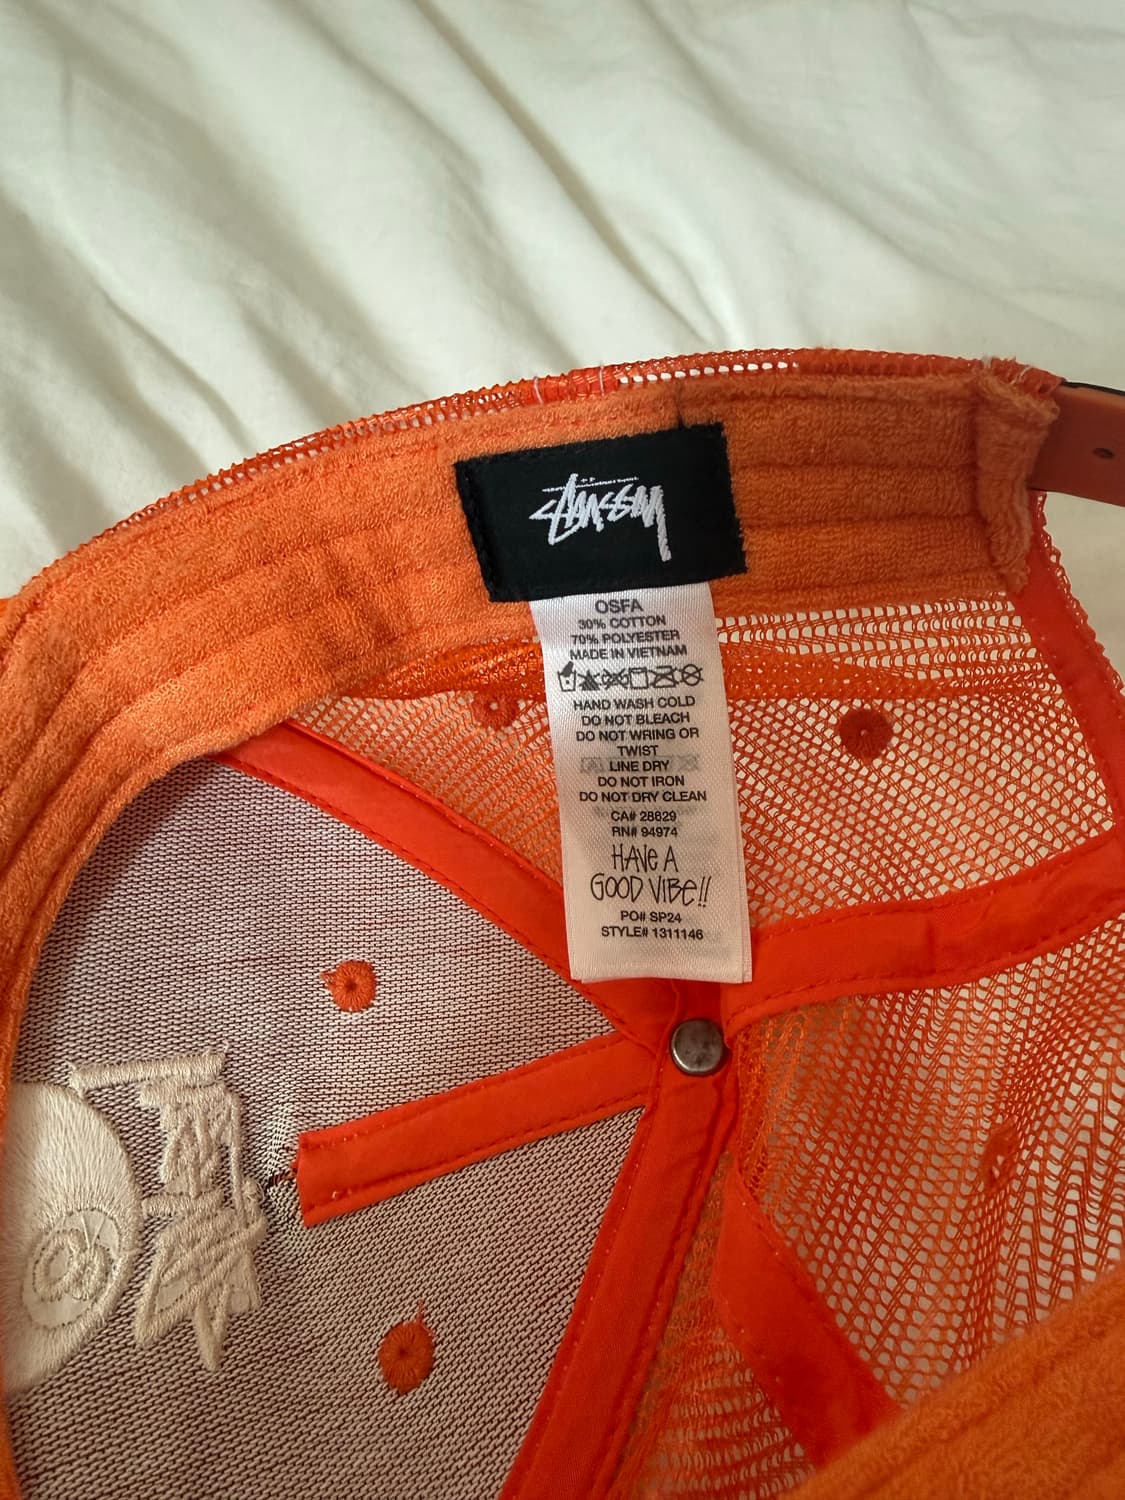 STÜSSY
OSFA
30% COTTON
70% POLYESTER
MADE IN VIETNAM
HAND WASH COLD
DO NOT BLEACH
DO NOT WRING OR
TWIST
LINE DRY
DO NOT IRON
DO NOT DRY CLEAN
CA# 28629
RN# 94974
HAVE A
GOOD VIBE!!
PO# SP24
STYLE# 1311146